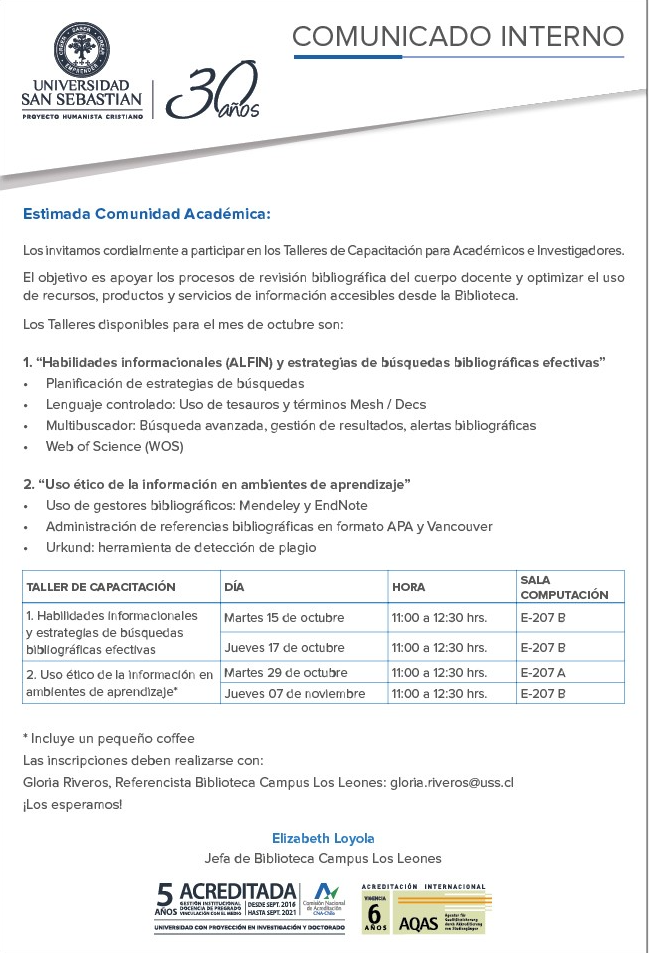 COMUNICADO INTERNO
CREER SABER CREAR
EMPRENDER
UNIVERSIDAD
SAN SEBASTIAN
PROYECTO HUMANISTA CRISTIANO
30
años
Estimada Comunidad Académica:
Los invitamos cordialmente a participar en los Talleres de Capacitación para Académicos e Investigadores.
El objetivo es apoyar los procesos de revisión bibliográfica del cuerpo docente y optimizar el uso
de recursos, productos y servicios de información accesibles desde la Biblioteca.
Los Talleres disponibles para el mes de octubre son:
1. “Habilidades informacionales (ALFIN) y estrategias de búsquedas bibliográficas efectivas”
• Planificación de estrategias de búsquedas
• Lenguaje controlado: Uso de tesauros y términos Mesh / Decs
• Multibuscador: Búsqueda avanzada, gestión de resultados, alertas bibliográficas
• Web of Science (WOS)
2. “Uso ético de la información en ambientes de aprendizaje”
• Uso de gestores bibliográficos: Mendeley y EndNote
• Administración de referencias bibliográficas en formato APA y Vancouver
• Urkund: herramienta de detección de plagio
TALLER DE CAPACITACIÓN DÍA HORA SALA COMPUTACIÓN
1. Habilidades informacionales
y estrategias de búsquedas
bibliográficas efectivas
Martes 15 de octubre 11:00 a 12:30 hrs. E-207 B
Jueves 17 de octubre 11:00 a 12:30 hrs. E-207 B
2. Uso ético de la información en
ambientes de aprendizaje*
Martes 29 de octubre 11:00 a 12:30 hrs. E-207 A
Jueves 07 de noviembre 11:00 a 12:30 hrs. E-207 B
* Incluye un pequeño coffee
Las inscripciones deben realizarse con:
Gloria Riveros, Referencista Biblioteca Campus Los Leones: gloria.riveros@uss.cl
¡Los esperamos!
Elizabeth Loyola
Jefa de Biblioteca Campus Los Leones
5 AÑOS
ACREDITADA
GESTIÓN INSTITUCIONAL
DOCENCIA DE PREGRADO
VINCULACIÓN CON EL MEDIO
DESDE SEPT. 2016
HASTA SEPT. 2021
Comisión Nacional
de Acreditación
CNA-Chile
UNIVERSIDAD CON PROYECCIÓN EN INVESTIGACIÓN Y DOCTORADO
ACREDITACIÓN INTERNACIONAL
VIGENCIA
6
AÑOS
AQAS
Agentur für
Qualitätssicherung
durch Akkreditierung
von Studiengängen